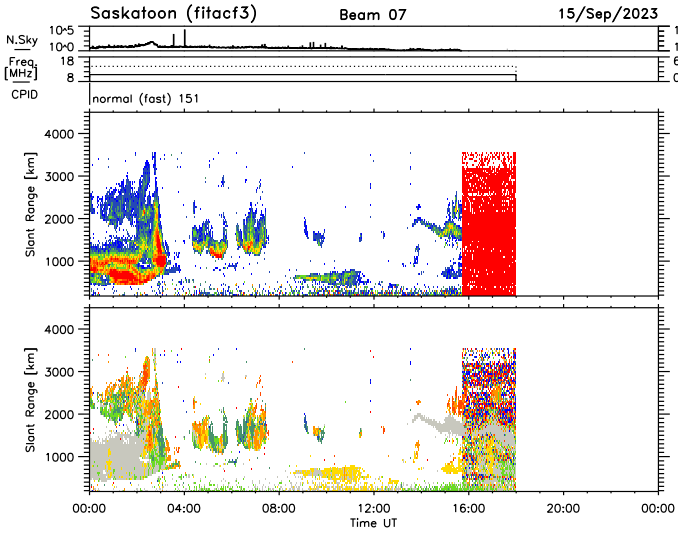 Saskatoon (fitacf3) Beam 07 15/Sep/2023
N.Sky 10^5 10^0 1 1
Freq. [MHz] 18 8 6 0
CPID normal (fast) 151
Slant Range [km] 4000 3000 2000 1000
Slant Range [km] 4000 3000 2000 1000
00:00 04:00 08:00 12:00 16:00 20:00 00:00
Time UT